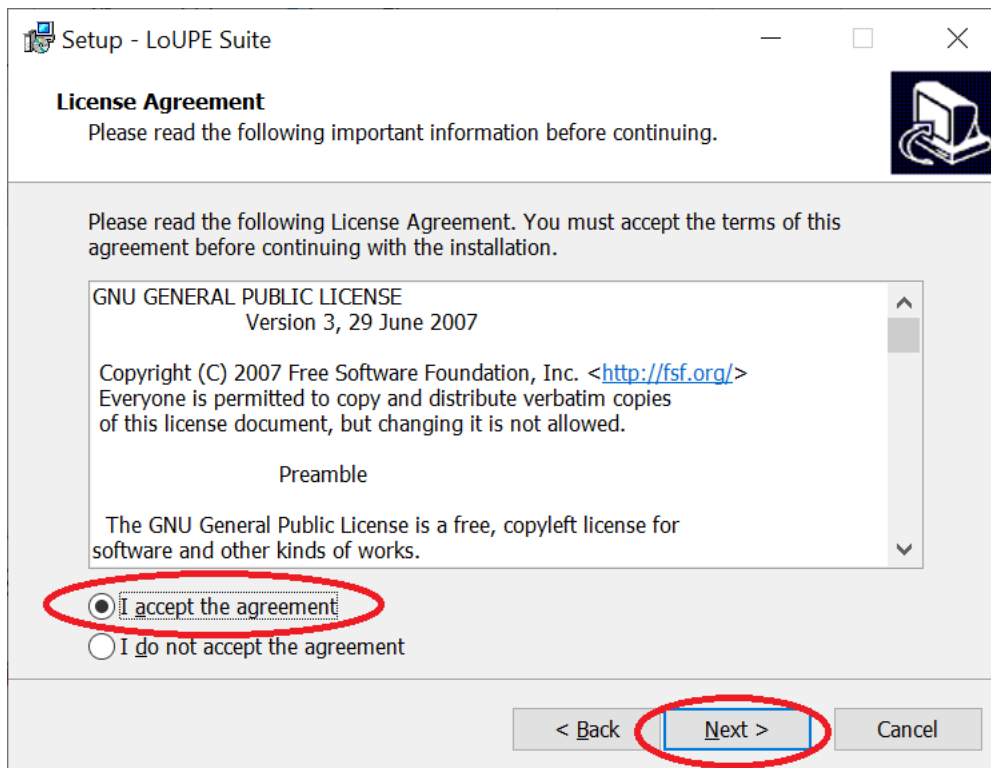 Setup - LoUPE Suite
License Agreement
Please read the following important information before continuing.
Please read the following License Agreement. You must accept the terms of this
agreement before continuing with the installation.
GNU GENERAL PUBLIC LICENSE
Version 3, 29 June 2007
Copyright (C) 2007 Free Software Foundation, Inc. <http://fsf.org/>
Everyone is permitted to copy and distribute verbatim copies
of this license document, but changing it is not allowed.
Preamble
The GNU General Public License is a free, copyleft license for
software and other kinds of works.
I accept the agreement
I do not accept the agreement
< Back Next > Cancel